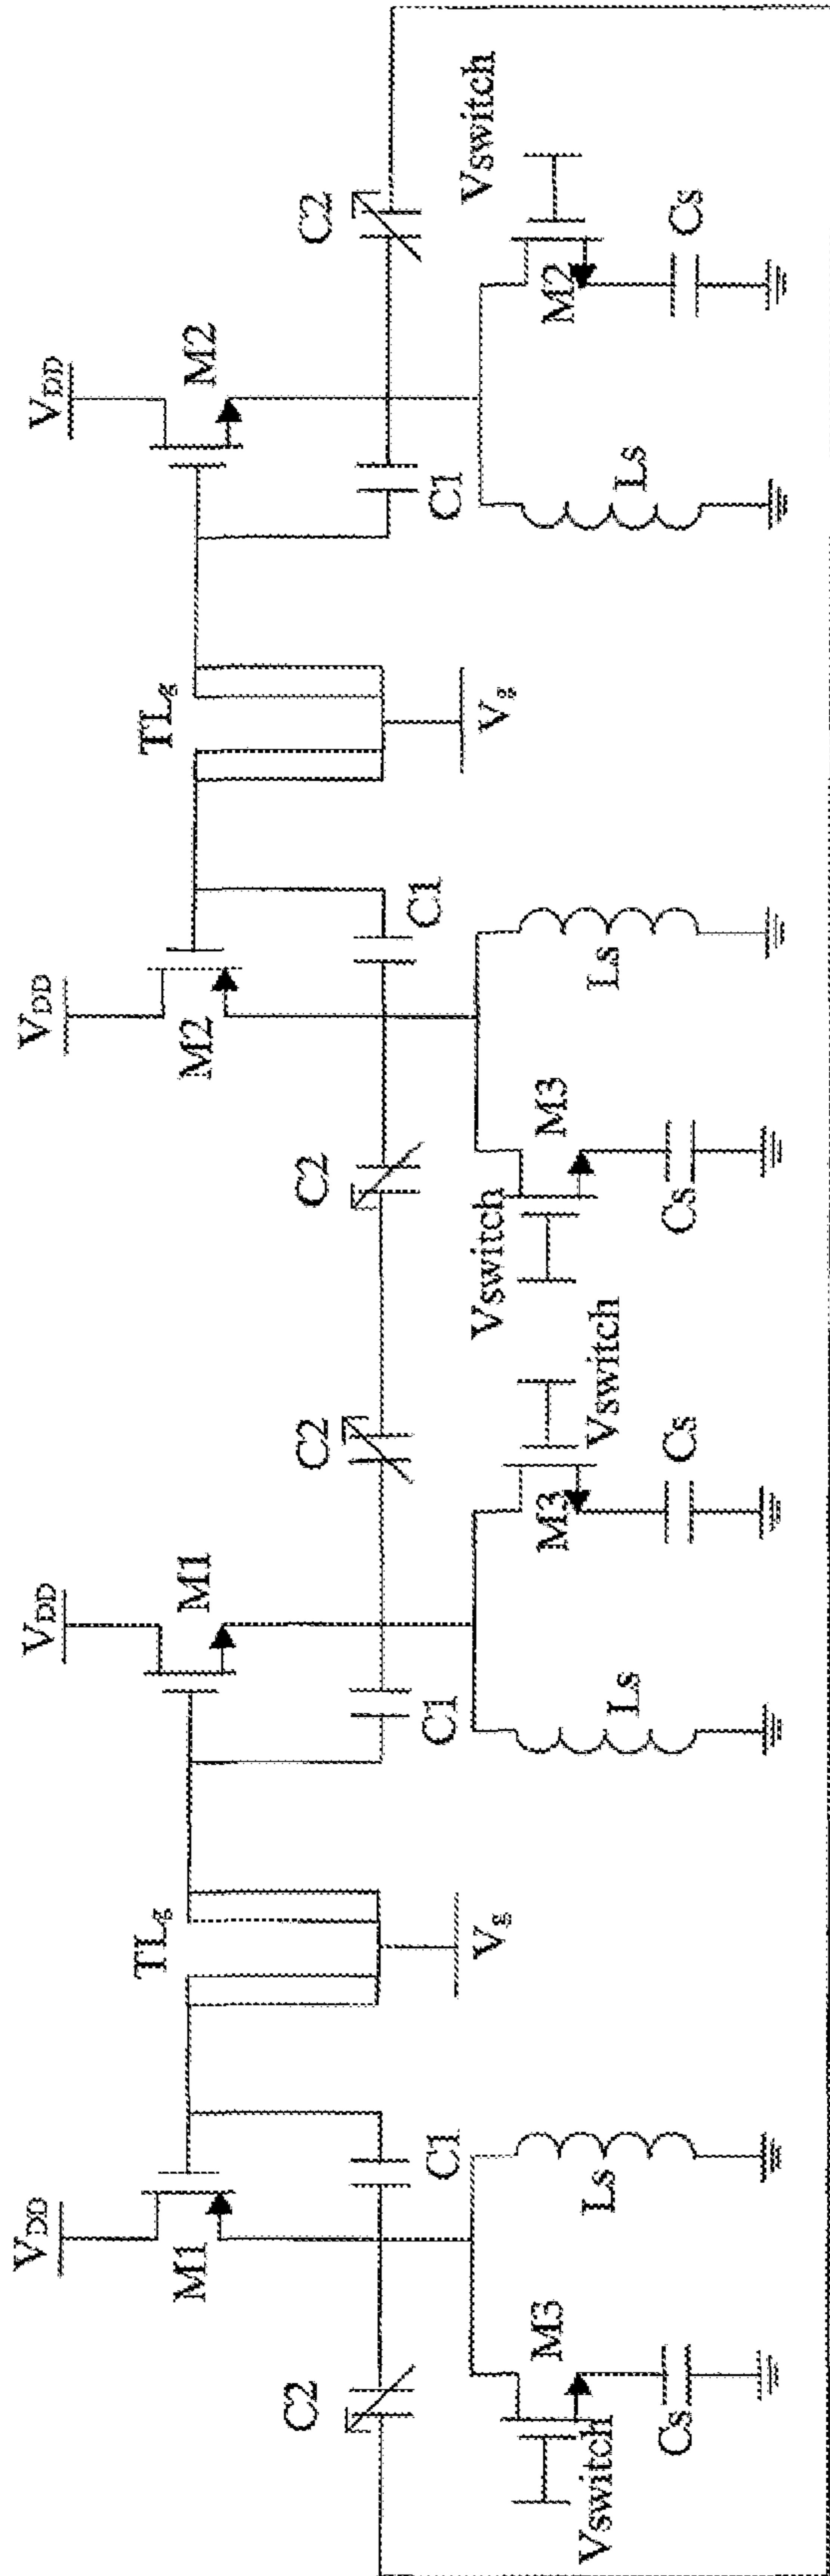 VDD
VDD
VDD
VDD
TLg
TLg
M1
M1
M2
M2
C2
C1
C1
C2
C2
C1
C1
C2
Vg
Vg
Vswitch
M3
Ls
Ls
M3
Vswitch
Vswitch
M3
Ls
Ls
M2
Vswitch
Cs
Cs
Cs
Cs